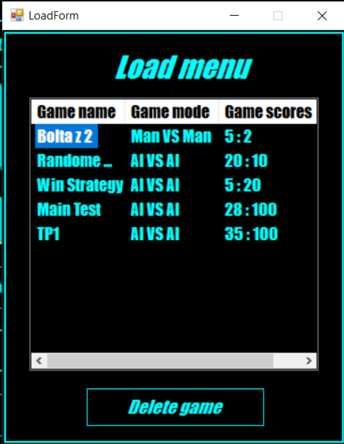 LoadForm
Load menu
Game name Game mode Game scores
Bolta z 2 Man VS Man 5 : 2
Randome ... AI VS AI 20 : 10
Win Strategy AI VS AI 5 : 20
Main Test AI VS AI 28 : 100
TP1 AI VS AI 35 : 100
Delete game